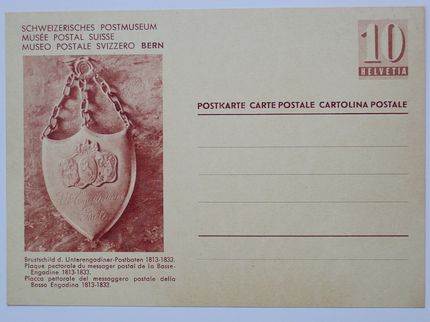 SCHWEIZERISCHES POSTMUSEUM
MUSÉE POSTAL SUISSE
MUSEO POSTALE SVIZZERO BERN
10
HELVETIA
POSTKARTE CARTE POSTALE CARTOLINA POSTALE
Brustschild d. Unterengadiner-Postboten 1813-1833.
Plaque pectorale du messager postal de la Basse-
Engadine 1813-1833.
Placca pettorale del messaggero postale della
Bassa Engadina 1813-1833.